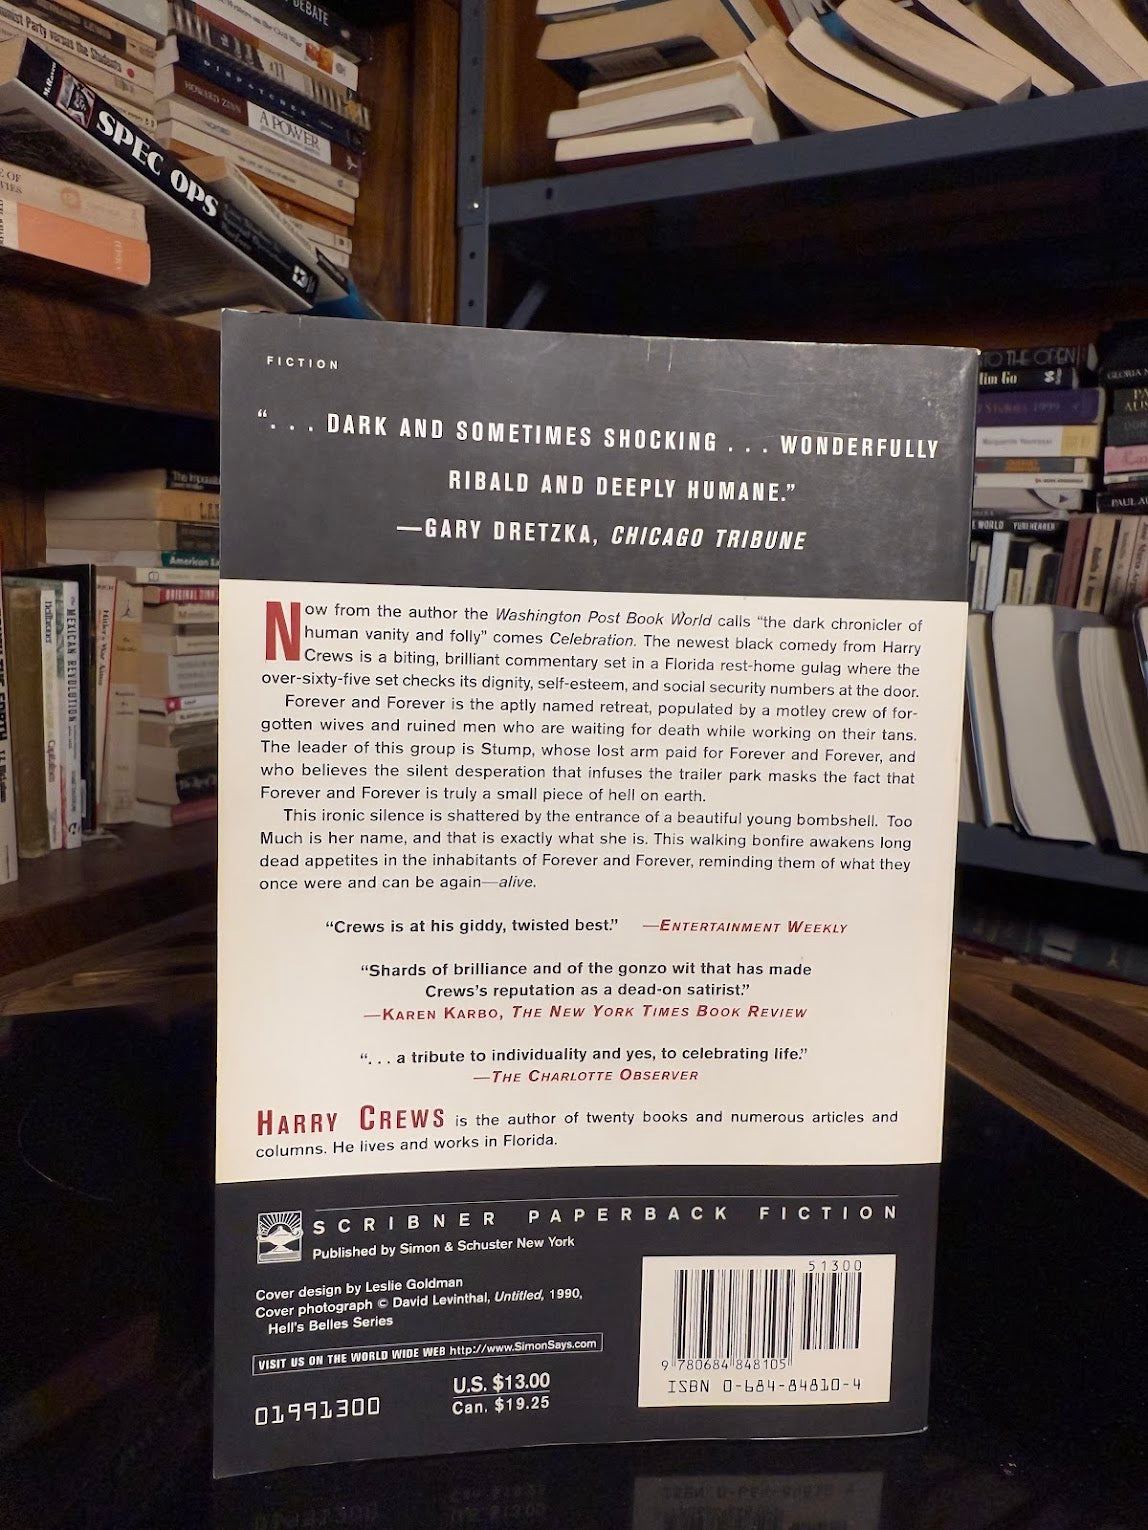 DEBATE
Party versus the Students
DISPATCHES
HOWARD ZINN
A POWER
SPEC OPS
FICTION
“. . . DARK AND SOMETIMES SHOCKING . . . WONDERFULLY
RIBALD AND DEEPLY HUMANE.”
—GARY DRETZKA, CHICAGO TRIBUNE
Now from the author the Washington Post Book World calls “the dark chronicler of
human vanity and folly” comes Celebration. The newest black comedy from Harry
Crews is a biting, brilliant commentary set in a Florida rest-home gulag where the
over-sixty-five set checks its dignity, self-esteem, and social security numbers at the door.
Forever and Forever is the aptly named retreat, populated by a motley crew of for-
gotten wives and ruined men who are waiting for death while working on their tans.
The leader of this group is Stump, whose lost arm paid for Forever and Forever, and
who believes the silent desperation that infuses the trailer park masks the fact that
Forever and Forever is truly a small piece of hell on earth.
This ironic silence is shattered by the entrance of a beautiful young bombshell. Too
Much is her name, and that is exactly what she is. This walking bonfire awakens long
dead appetites in the inhabitants of Forever and Forever, reminding them of what they
once were and can be again—alive.
“Crews is at his giddy, twisted best.” —ENTERTAINMENT WEEKLY
“Shards of brilliance and of the gonzo wit that has made
Crews’s reputation as a dead-on satirist.”
—KAREN KARBO, THE NEW YORK TIMES BOOK REVIEW
“. . . a tribute to individuality and yes, to celebrating life.”
—THE CHARLOTTE OBSERVER
HARRY CREWS is the author of twenty books and numerous articles and
columns. He lives and works in Florida.
SCRIBNER PAPERBACK FICTION
Published by Simon & Schuster New York
Cover design by Leslie Goldman
Cover photograph © David Levinthal, Untitled, 1990,
Hell's Belles Series
VISIT US ON THE WORLD WIDE WEB http://www.SimonSays.com
01991300
U.S. $13.00
Can. $19.25
51300
9 780684 848105
ISBN 0-684-84810-4
TO THE OPEN
Marguerite Yourcenar
MEXICAN REVOLUTION
Hitler's War Aims
Capitalism